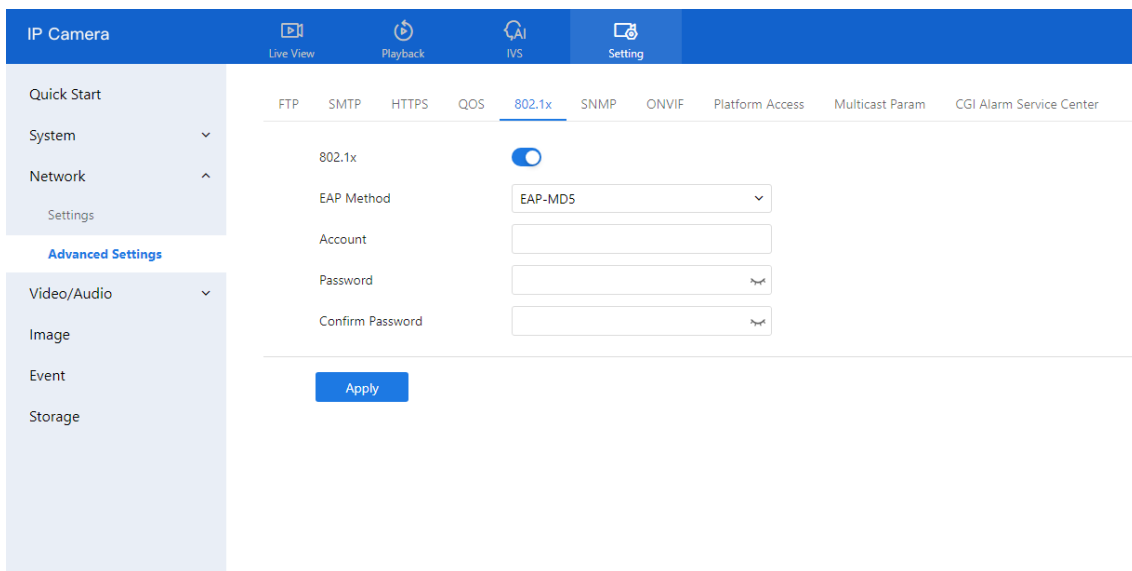 IP Camera
Live View
Playback
AI
IVS
Setting
Quick Start
System
Network
Settings
Advanced Settings
Video/Audio
Image
Event
Storage
FTP SMTP HTTPS QOS 802.1x SNMP ONVIF Platform Access Multicast Param CGI Alarm Service Center
802.1x
EAP Method EAP-MD5
Account
Password
Confirm Password
Apply